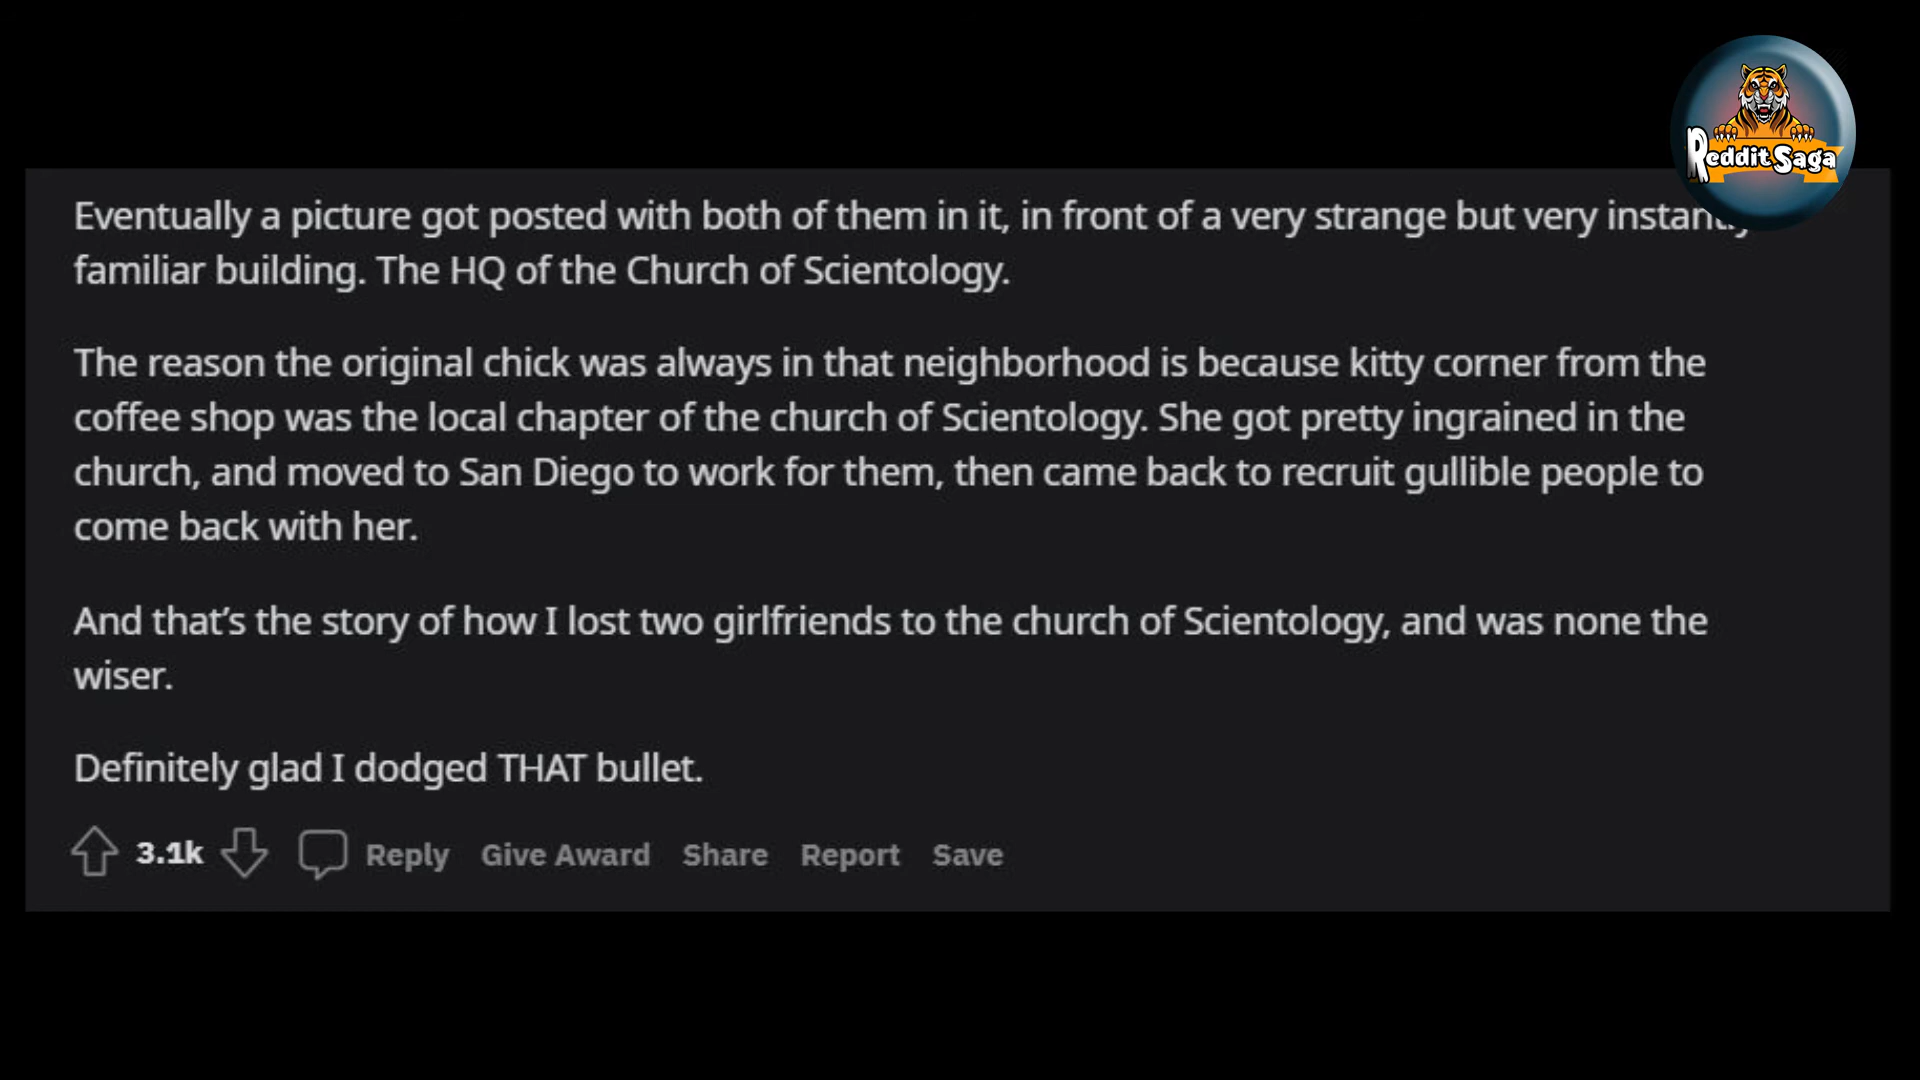 Reddit Saga
Eventually a picture got posted with both of them in it, in front of a very strange but very instantly
familiar building. The HQ of the Church of Scientology.
The reason the original chick was always in that neighborhood is because kitty corner from the
coffee shop was the local chapter of the church of Scientology. She got pretty ingrained in the
church, and moved to San Diego to work for them, then came back to recruit gullible people to
come back with her.
And that’s the story of how I lost two girlfriends to the church of Scientology, and was none the
wiser.
Definitely glad I dodged THAT bullet.
3.1k Reply Give Award Share Report Save